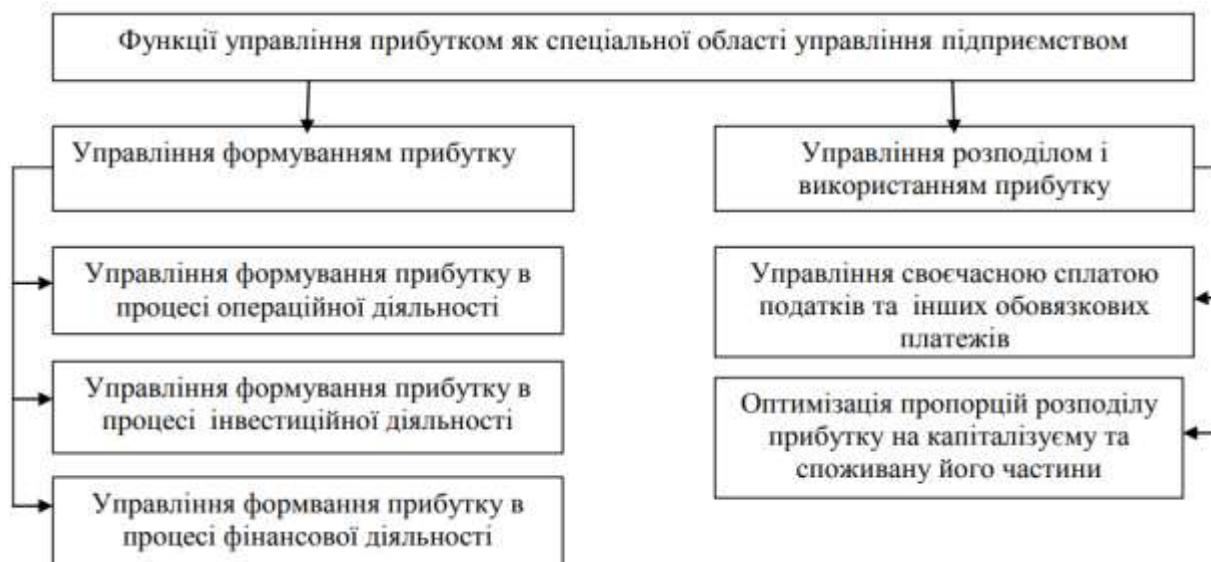 Функції управління прибутком як спеціальної області управління підприємством
Управління формуванням прибутку
Управління розподілом і
використанням прибутку
Управління формування прибутку в
процесі операційної діяльності
Управління своєчасною сплатою
податків та інших обовязкових
платежів
Управління формування прибутку в
процесі інвестиційної діяльності
Оптимізація пропорцій розподілу
прибутку на капіталізуєму та
споживану його частини
Управління формвання прибутку в
процесі фінансової діяльності